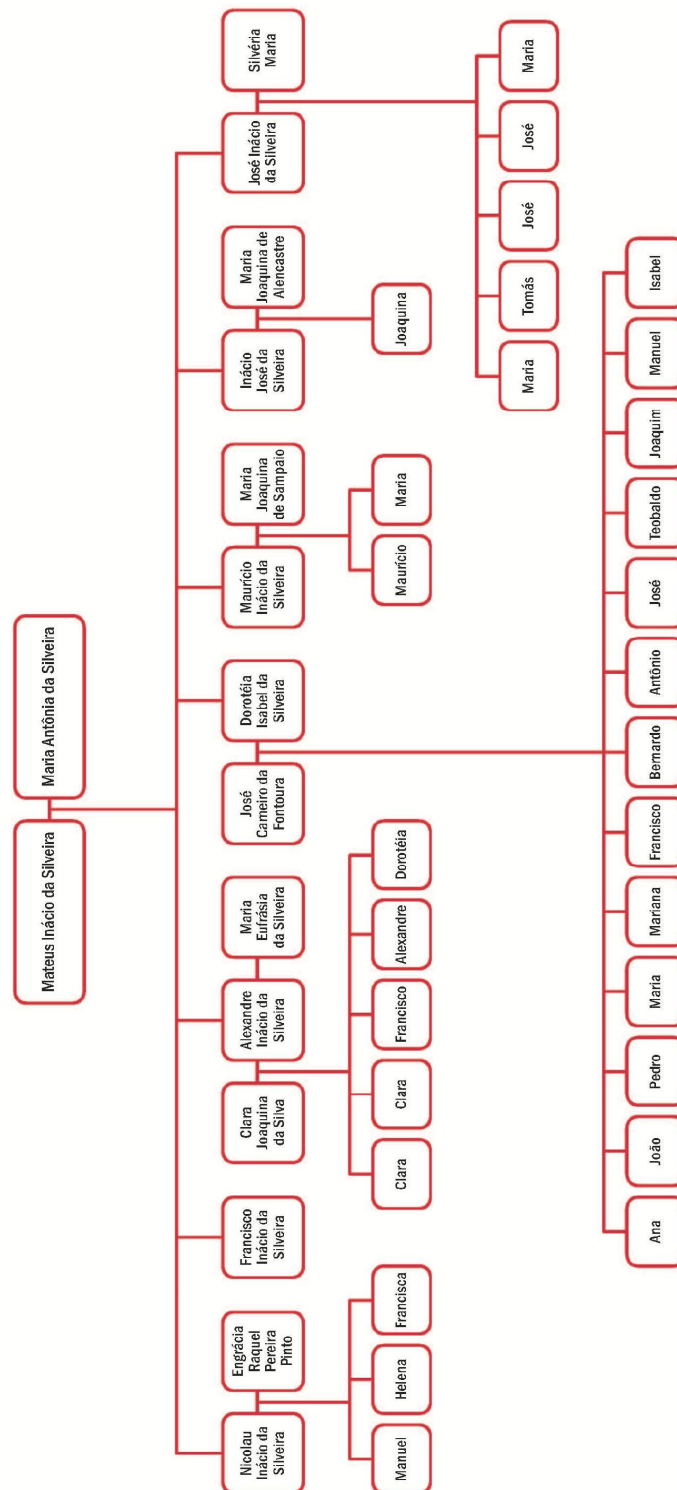 Mateus Inácio da Silveira
Maria Antônia da Silveira
Nicolau
Inácio da
Silveira
Engrácia
Raquel
Pereira
Pinto
Francisco
Inácio da
Silveira
Clara
Joaquina
da Silva
Alexandre
Inácio da
Silveira
Maria
Eufrásia
da Silveira
José
Carneiro da
Fontoura
Dorotéia
Isabel da
Silveira
Maurício
Inácio da
Silveira
Maria
Joaquina
de Sampaio
Inácio
José da
Silveira
Maria
Joaquina de
Alencastre
José Inácio
da Silveira
Silvéria
Maria
Manuel
Helena
Francisca
Clara
Clara
Francisco
Alexandre
Dorotéia
Maurício
Maria
Joaquina
Maria
Tomás
José
José
Maria
Ana
João
Pedro
Maria
Mariana
Francisco
Bernardo
Antônio
José
Teobaldo
Joaquim
Manuel
Isabel